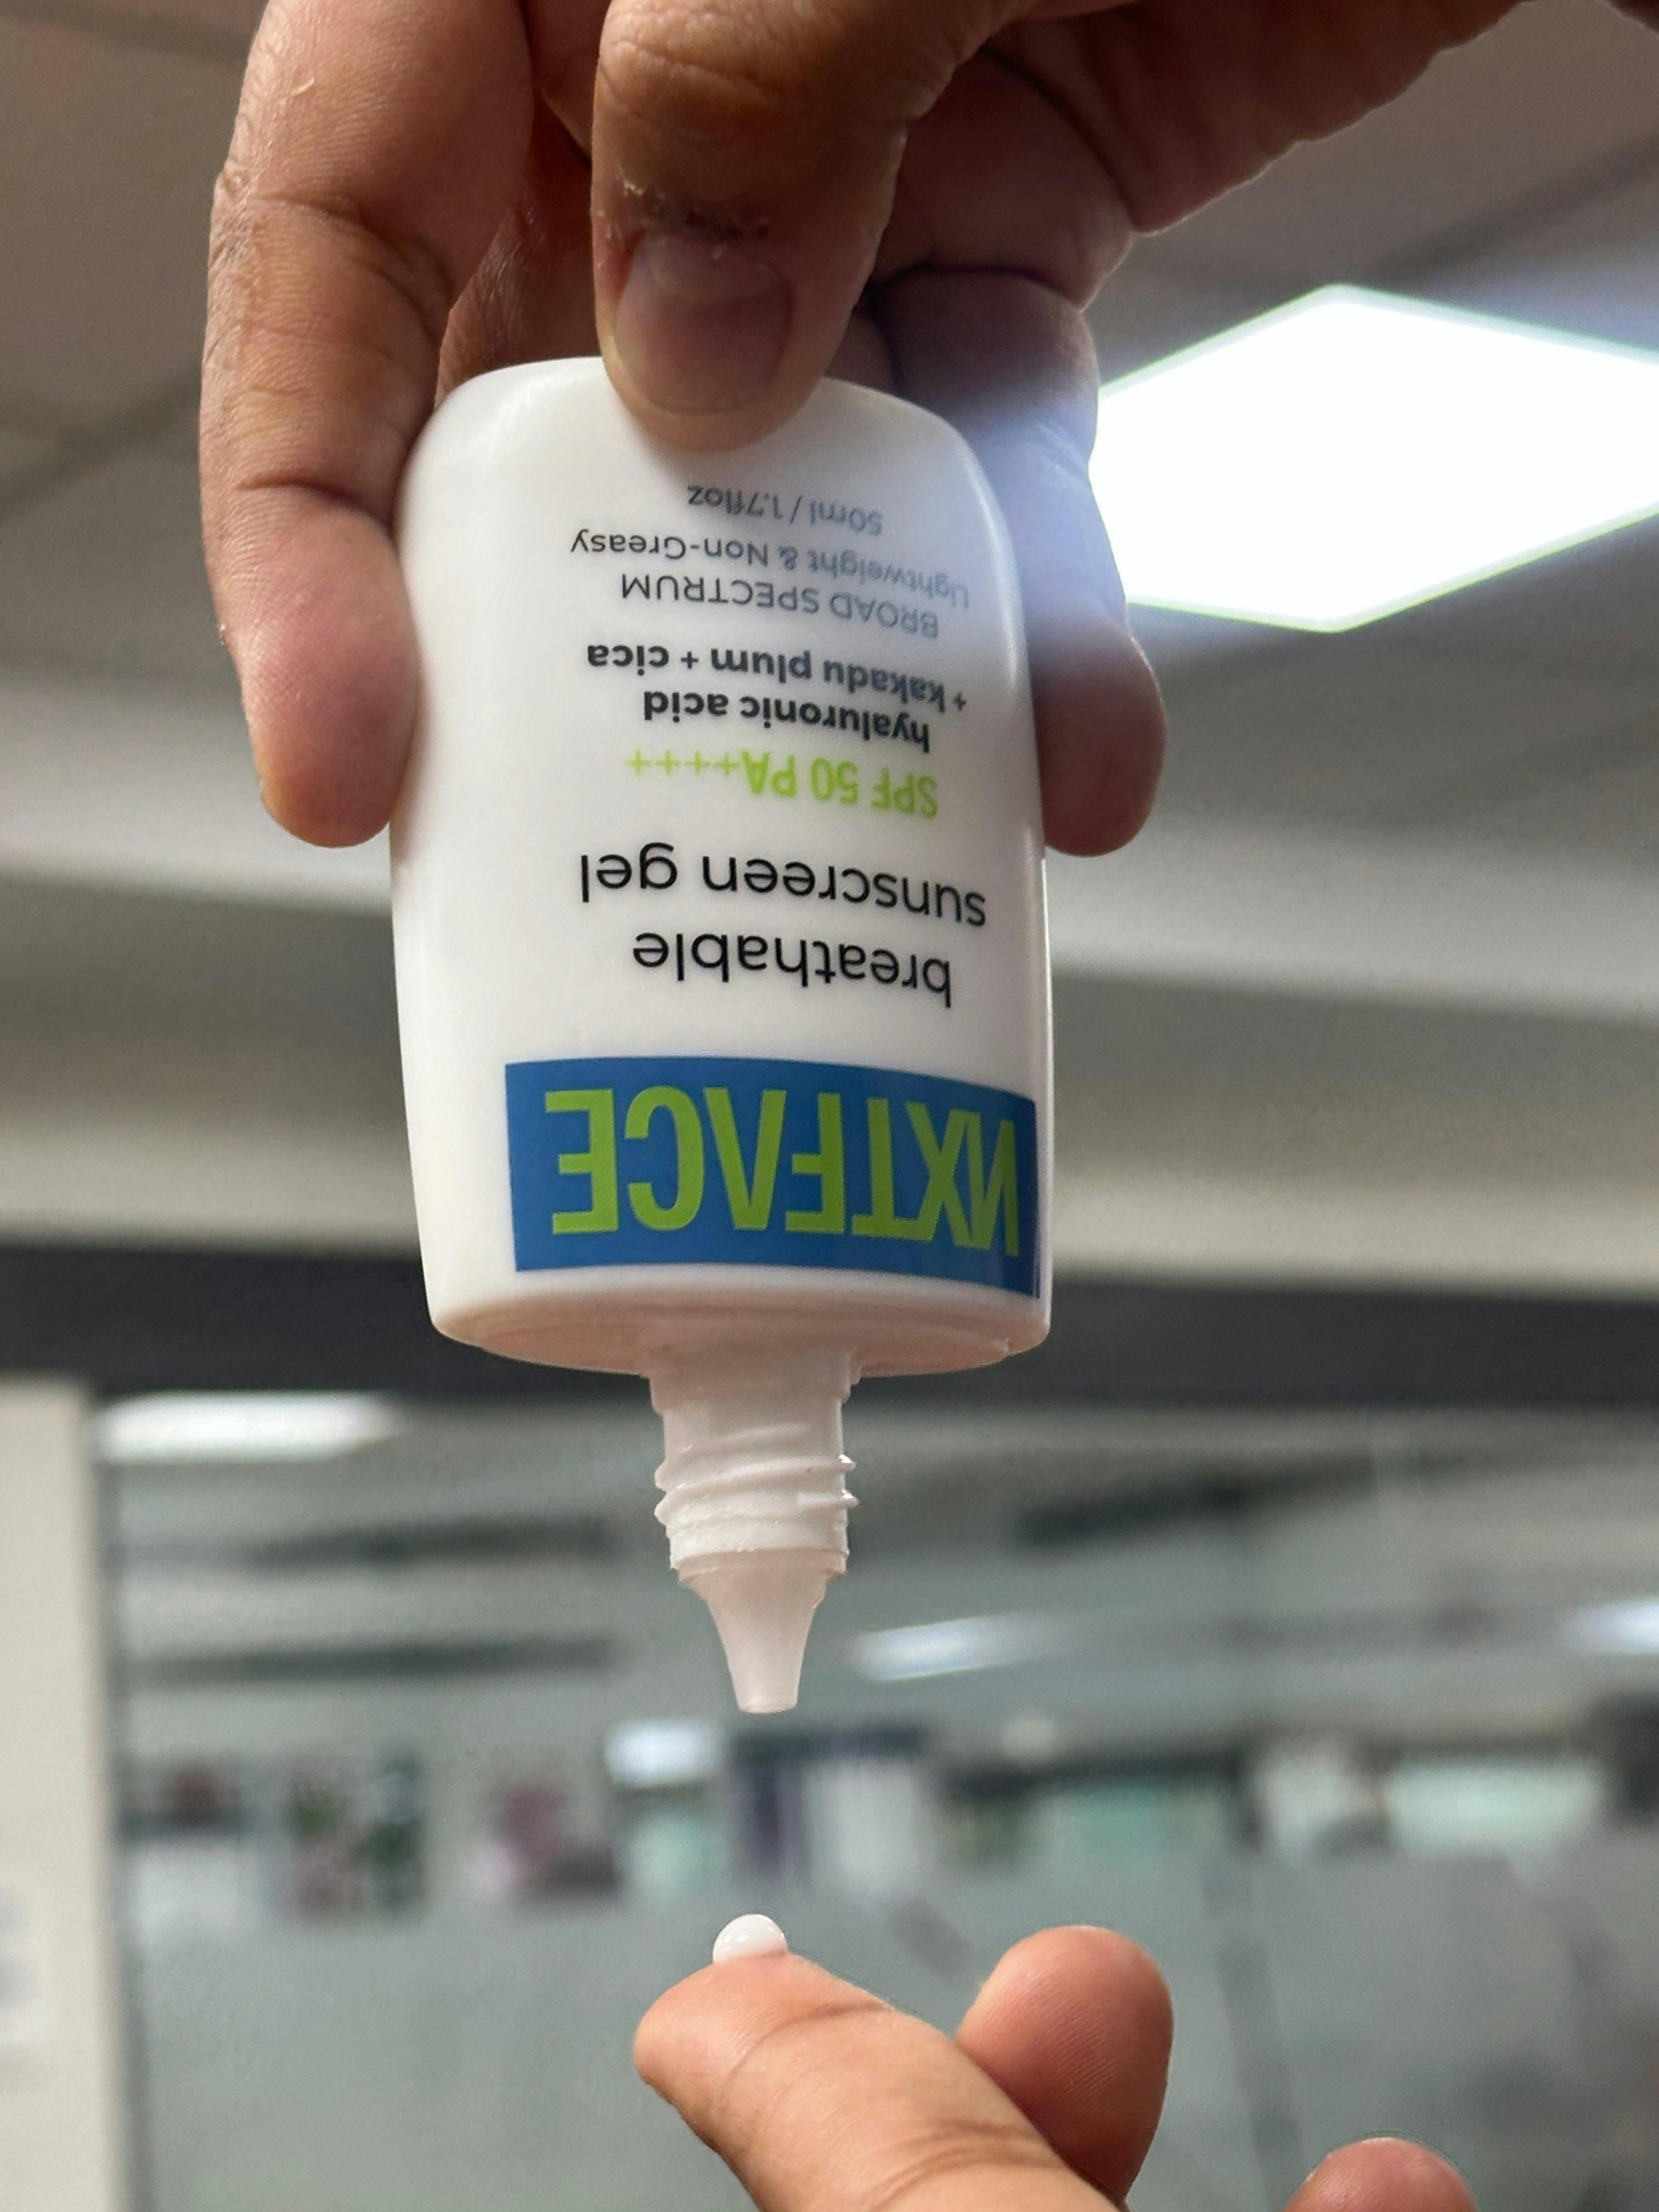 NXTFACE
breathable
sunscreen gel
SPF 50 PA++++
hyaluronic acid
+ kakadu plum + cica
BROAD SPECTRUM
Lightweight & Non-Greasy
50ml / 1.7floz